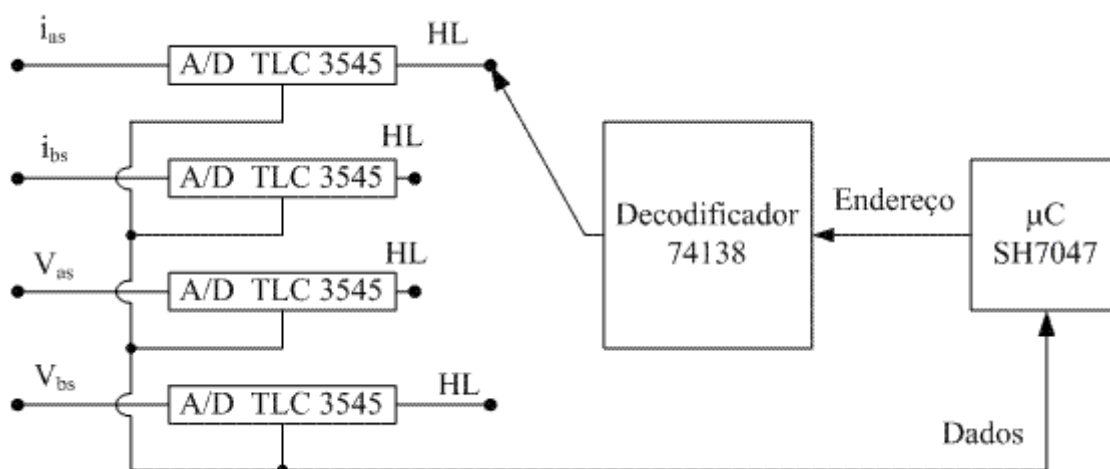 i_as
HL
A/D TLC 3545
i_bs
HL
A/D TLC 3545
V_as
HL
A/D TLC 3545
V_bs
HL
A/D TLC 3545
Decodificador
74138
Endereço
μC
SH7047
Dados